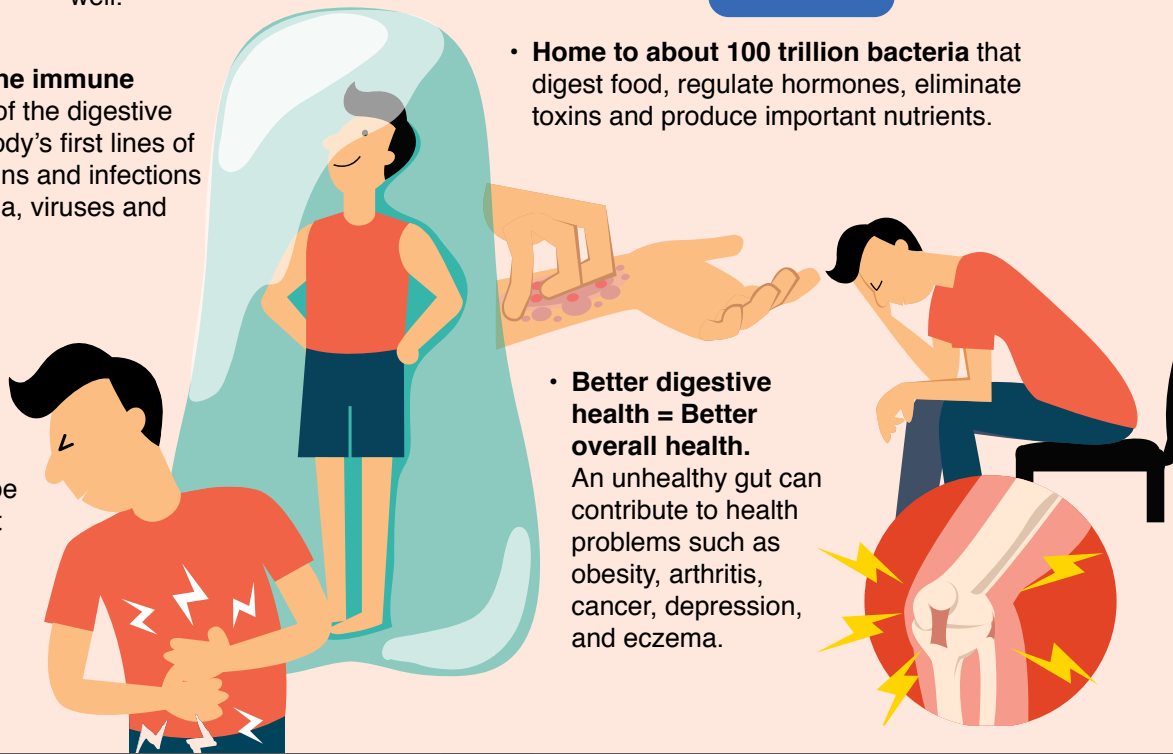 well.
ne immune
of the digestive
ody's first lines of
ns and infections
a, viruses and
be
t
• Home to about 100 trillion bacteria that
digest food, regulate hormones, eliminate
toxins and produce important nutrients.
• Better digestive
health = Better
overall health.
An unhealthy gut can
contribute to health
problems such as
obesity, arthritis,
cancer, depression,
and eczema.